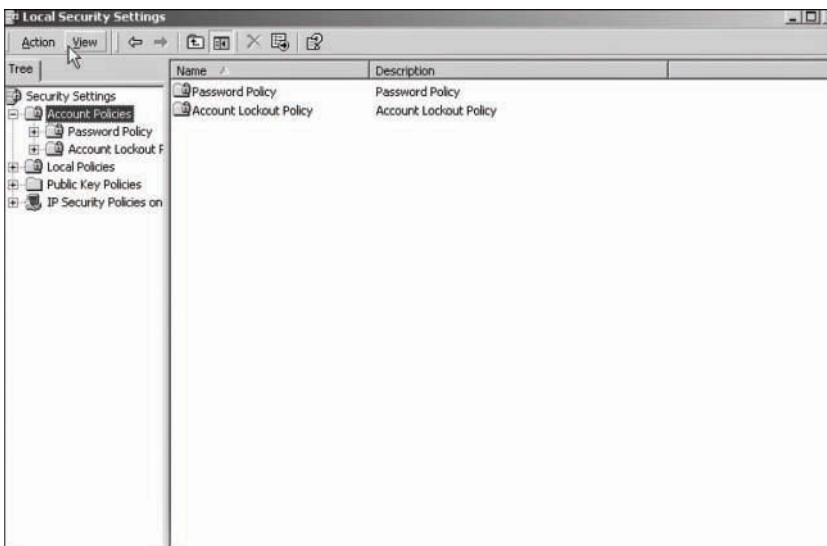 Local Security Settings
Action View
Tree
Name Description
Security Settings
Account Policies
Password Policy
Account Lockout P
Local Policies
Public Key Policies
IP Security Policies on
Password Policy Password Policy
Account Lockout Policy Account Lockout Policy